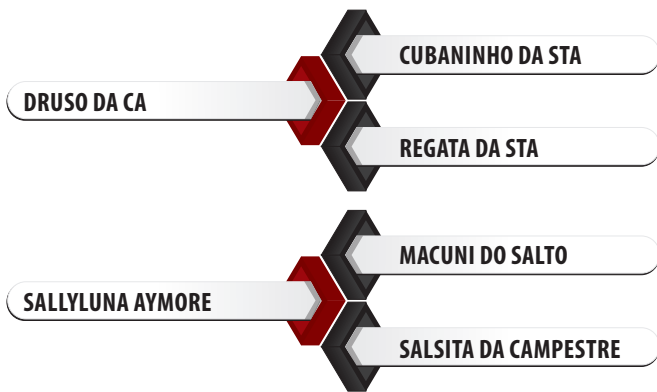 CUBANINHO DA STA
DRUSO DA CA
REGATA DA STA
MACUNI DO SALTO
SALLYLUNA AYMORE
SALSITA DA CAMPESTRE